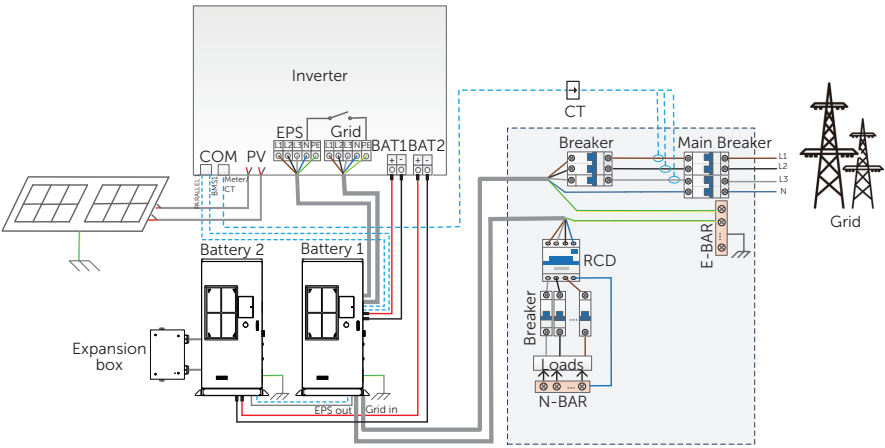 Inverter
EPS
Grid
L1 L2 L3 N PE
L1 L2 L3 N PE
BAT1 BAT2
+ -
+ -
COM PV
PARALLEL
BMS1
Meter/
CT
CT
Breaker
Main Breaker
L1
L2
L3
N
Grid
E-BAR
RCD
Breaker
Loads
N-BAR
Battery 2
Battery 1
Expansion
box
EPS out
Grid in